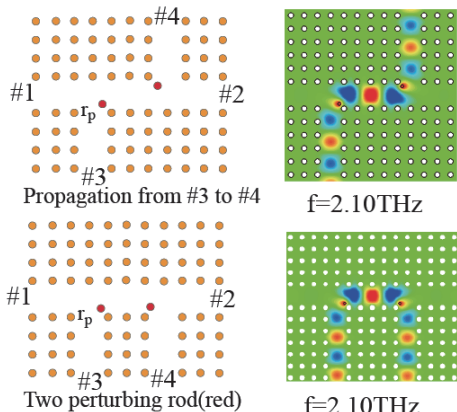 #4
#1
#2
rp
#3
Propagation from #3 to #4
f=2.10THz
#1
#2
rp
#3
#4
Two perturbing rod(red)
f=2.10THz